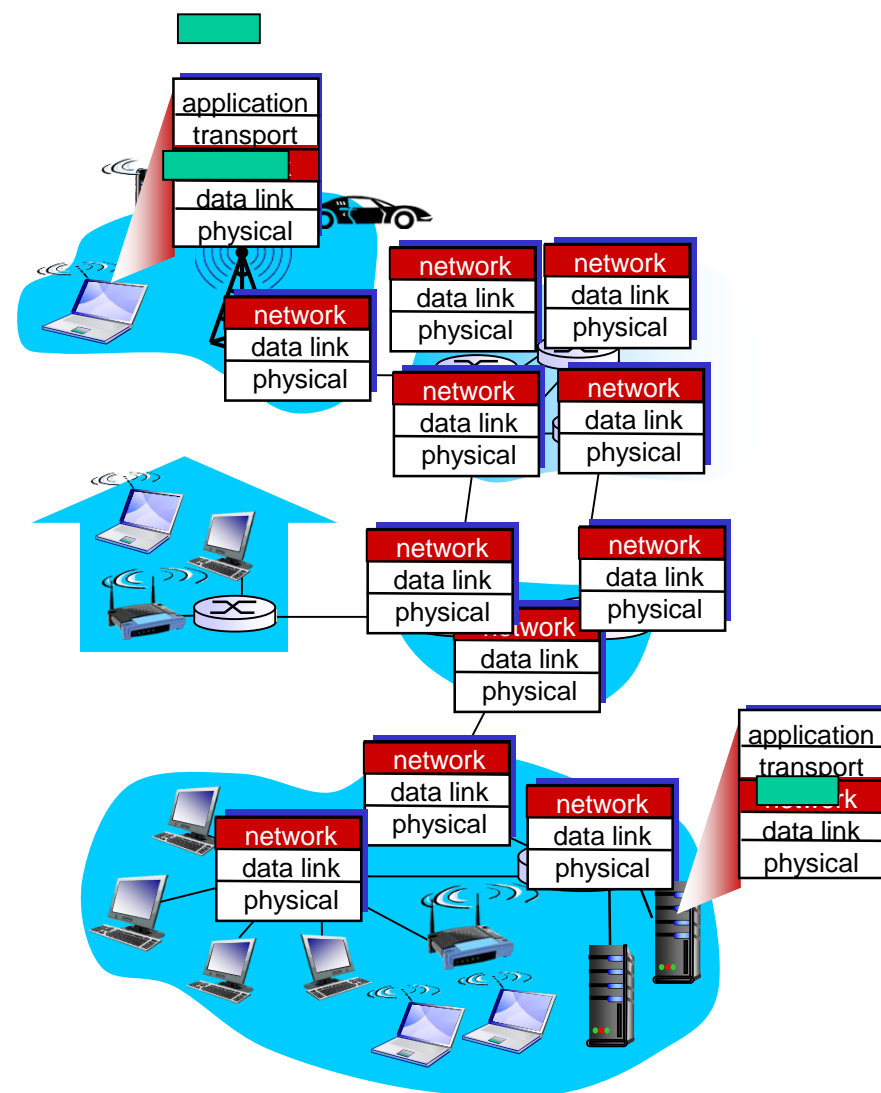 application
transport
data link
physical
network
data link
physical
network
data link
physical
network
data link
physical
network
data link
physical
network
data link
physical
network
data link
physical
network
data link
physical
network
data link
physical
application
transport
network
data link
physical
network
data link
physical
network
data link
physical
network
data link
physical